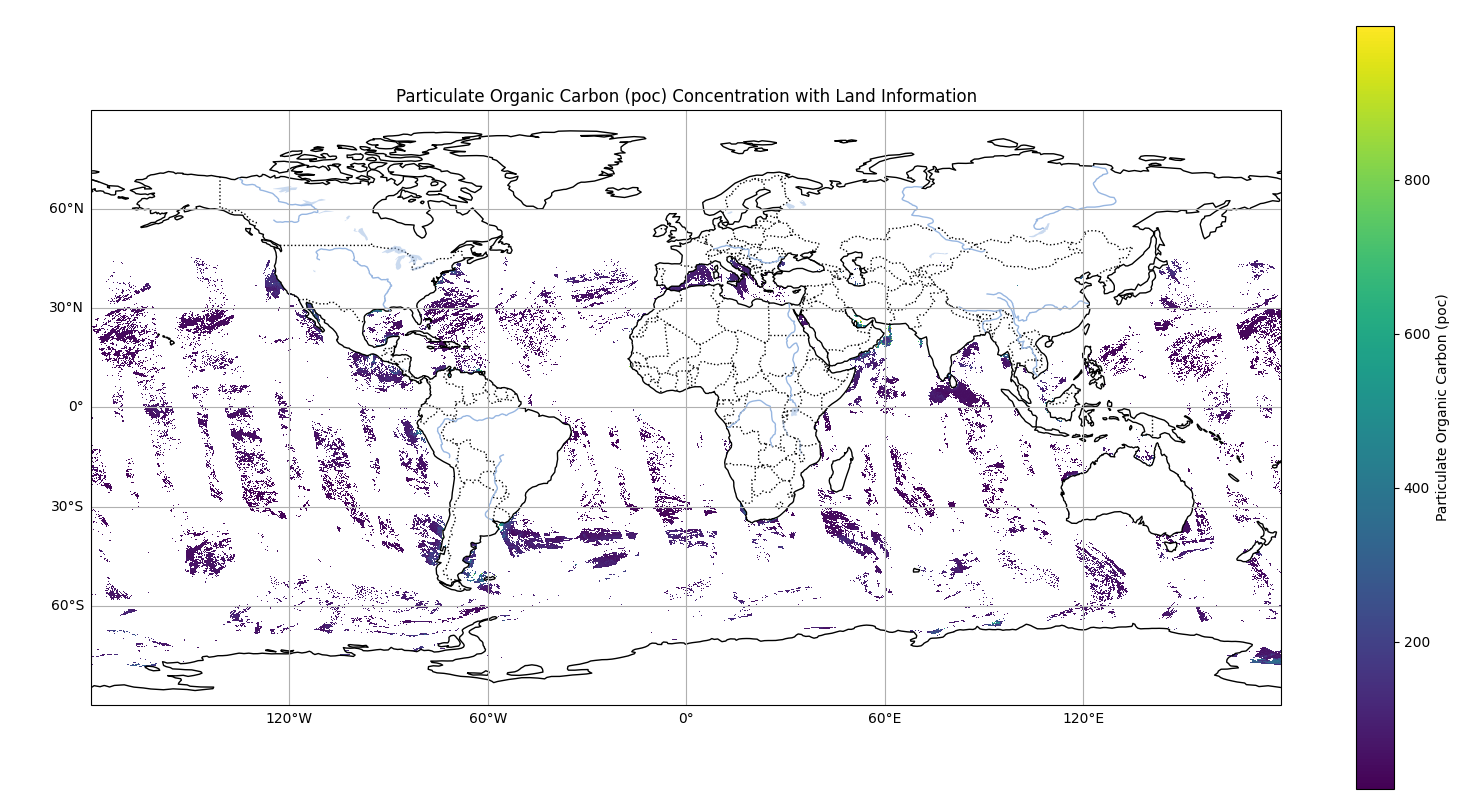 Particulate Organic Carbon (poc) Concentration with Land Information
60°N
30°N
0°
30°S
60°S
120°W
60°W
0°
60°E
120°E
800
600
400
200
Particulate Organic Carbon (poc)